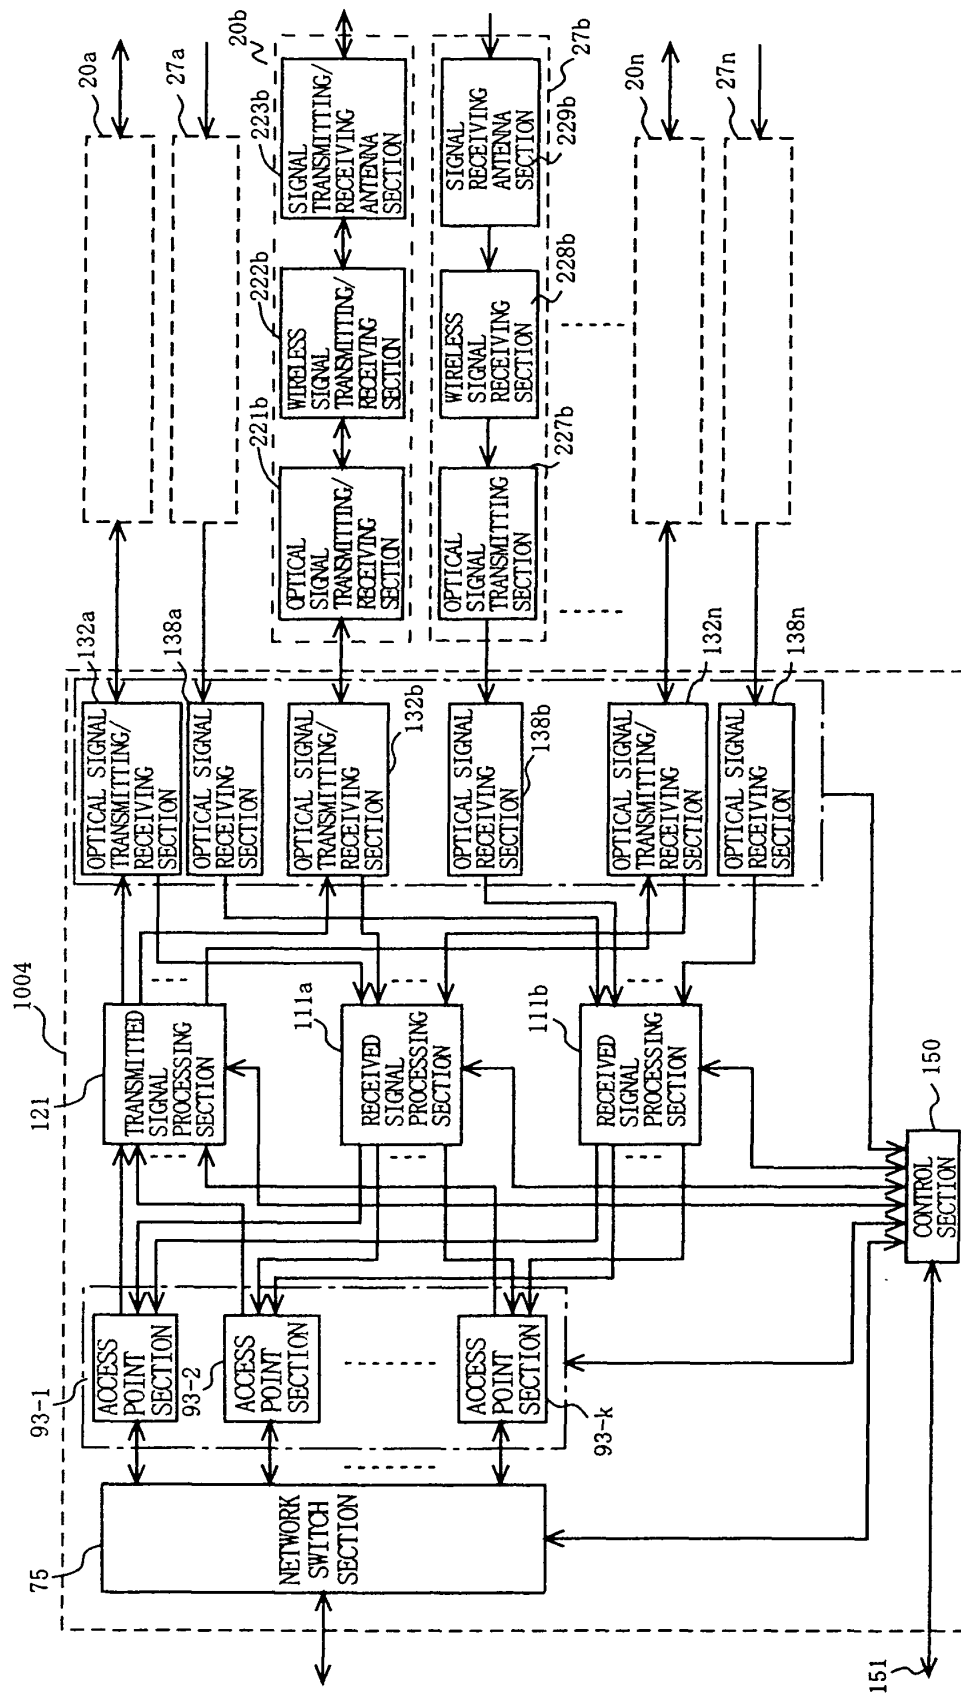 20a
27a
223b
20b
SIGNAL
TRANSMITTING/
RECEIVING
ANTENNA
SECTION
222b
WIRELESS
SIGNAL
TRANSMITTING/
RECEIVING
SECTION
221b
OPTICAL
SIGNAL
TRANSMITTING/
RECEIVING
SECTION
27b
SIGNAL
RECEIVING
ANTENNA
SECTION
229b
WIRELESS
SIGNAL
RECEIVING
SECTION
228b
OPTICAL
SIGNAL
TRANSMITTING
SECTION
227b
20n
27n
132a
OPTICAL SIGNAL
TRANSMITTING/
RECEIVING
SECTION
138a
OPTICAL SIGNAL
RECEIVING
SECTION
OPTICAL SIGNAL
TRANSMITTING/
RECEIVING
SECTION
132b
OPTICAL SIGNAL
RECEIVING
SECTION
138b
OPTICAL SIGNAL
TRANSMITTING/
RECEIVING
SECTION
132n
OPTICAL SIGNAL
RECEIVING
SECTION
138n
1004
121
TRANSMITTED
SIGNAL
PROCESSING
SECTION
111a
RECEIVED
SIGNAL
PROCESSING
SECTION
111b
RECEIVED
SIGNAL
PROCESSING
SECTION
150
CONTROL
SECTION
93-1
ACCESS
POINT
SECTION
93-2
ACCESS
POINT
SECTION
ACCESS
POINT
SECTION
93-k
75
NETWORK
SWITCH
SECTION
151